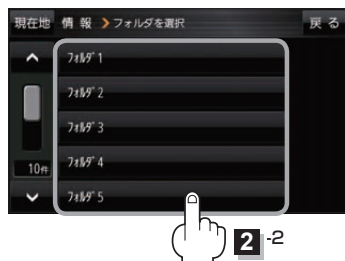 現在地 情 報 フォルダを選択 戻 る
ﾌｫﾙﾀﾞ 1
ﾌｫﾙﾀﾞ 2
ﾌｫﾙﾀﾞ 3
ﾌｫﾙﾀﾞ 4
10件
ﾌｫﾙﾀﾞ 5
2 -2